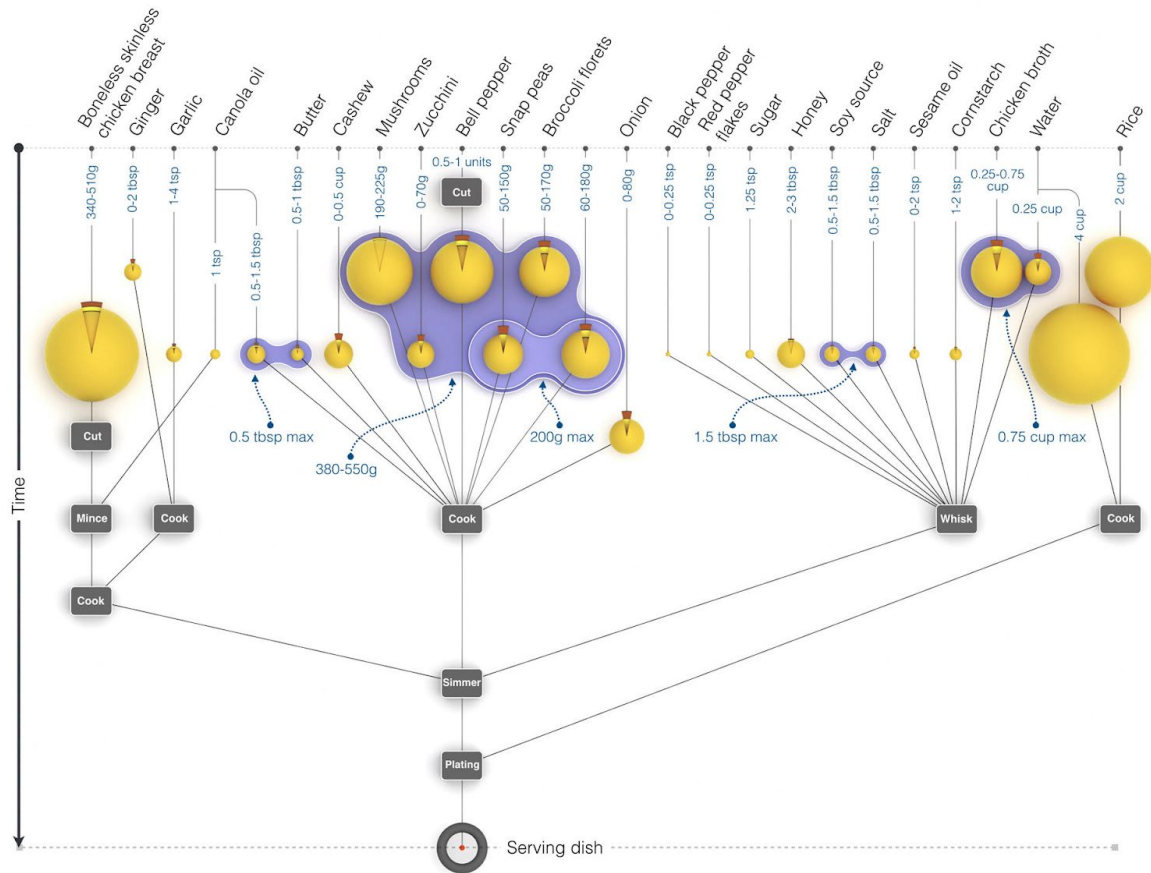 Boneless skinless
chicken breast
Ginger
Garlic
Canola oil
Butter
Cashew
Mushrooms
Zucchini
Bell pepper
Snap peas
Broccoli florets
Onion
Black pepper
Red pepper
flakes
Sugar
Honey
Soy source
Salt
Sesame oil
Cornstarch
Chicken broth
Water
Rice
340-510g
0-2 tbsp
1-4 tsp
1 tsp
0.5-1.5 tbsp
0.5-1 tbsp
0-0.5 cup
190-225g
0-70g
0.5-1 units
Cut
50-150g
50-170g
60-180g
0-80g
0-0.25 tsp
0-0.25 tsp
1.25 tsp
2-3 tbsp
0.5-1.5 tbsp
0.5-1.5 tbsp
0-2 tsp
1-2 tsp
0.25-0.75
cup
0.25 cup
4 cup
2 cup
Cut
0.5 tbsp max
380-550g
200g max
1.5 tbsp max
0.75 cup max
Time
Mince
Cook
Cook
Whisk
Cook
Cook
Simmer
Plating
Serving dish